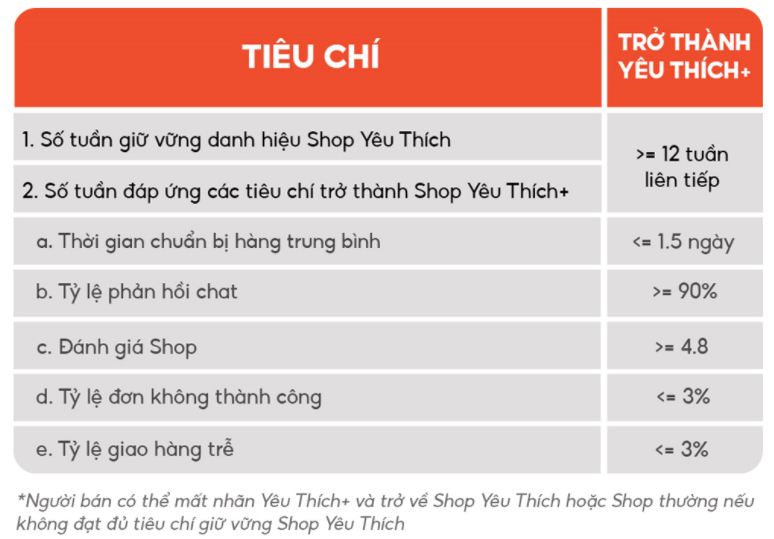 TIÊU CHÍ
TRỞ THÀNH
YÊU THÍCH+
1. Số tuần giữ vững danh hiệu Shop Yêu Thích
2. Số tuần đáp ứng các tiêu chí trở thành Shop Yêu Thích+
>= 12 tuần
liên tiếp
a. Thời gian chuẩn bị hàng trung bình
<= 1.5 ngày
b. Tỷ lệ phản hồi chat
>= 90%
c. Đánh giá Shop
>= 4.8
d. Tỷ lệ đơn không thành công
<= 3%
e. Tỷ lệ giao hàng trễ
<= 3%
*Người bán có thể mất nhãn Yêu Thích+ và trở về Shop Yêu Thích hoặc Shop thường nếu
không đạt đủ tiêu chí giữ vững Shop Yêu Thích